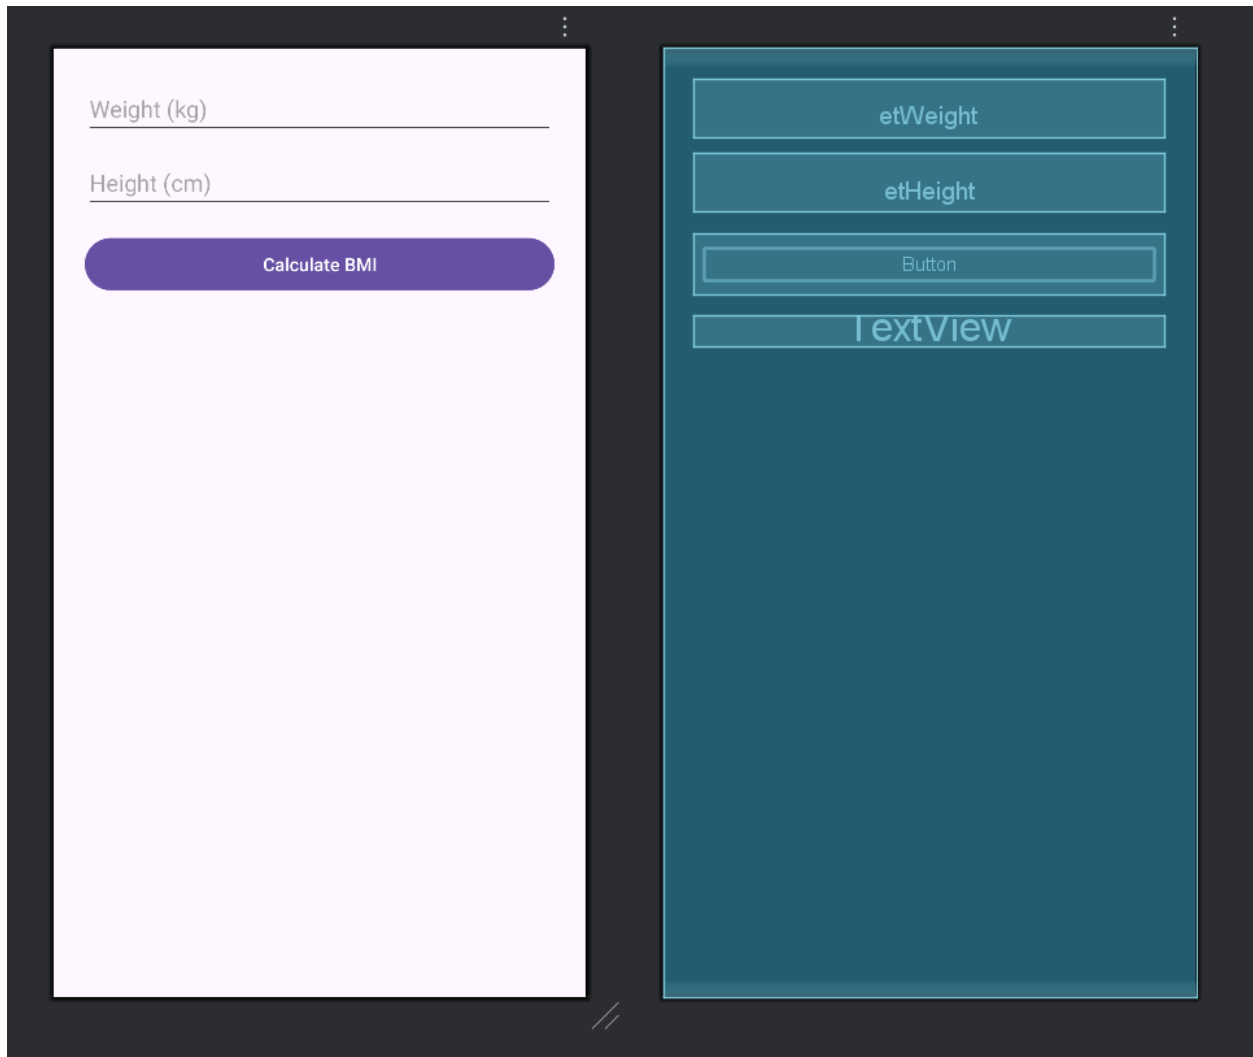 Weight (kg)
Height (cm)
Calculate BMI
etWeight
etHeight
Button
TextView